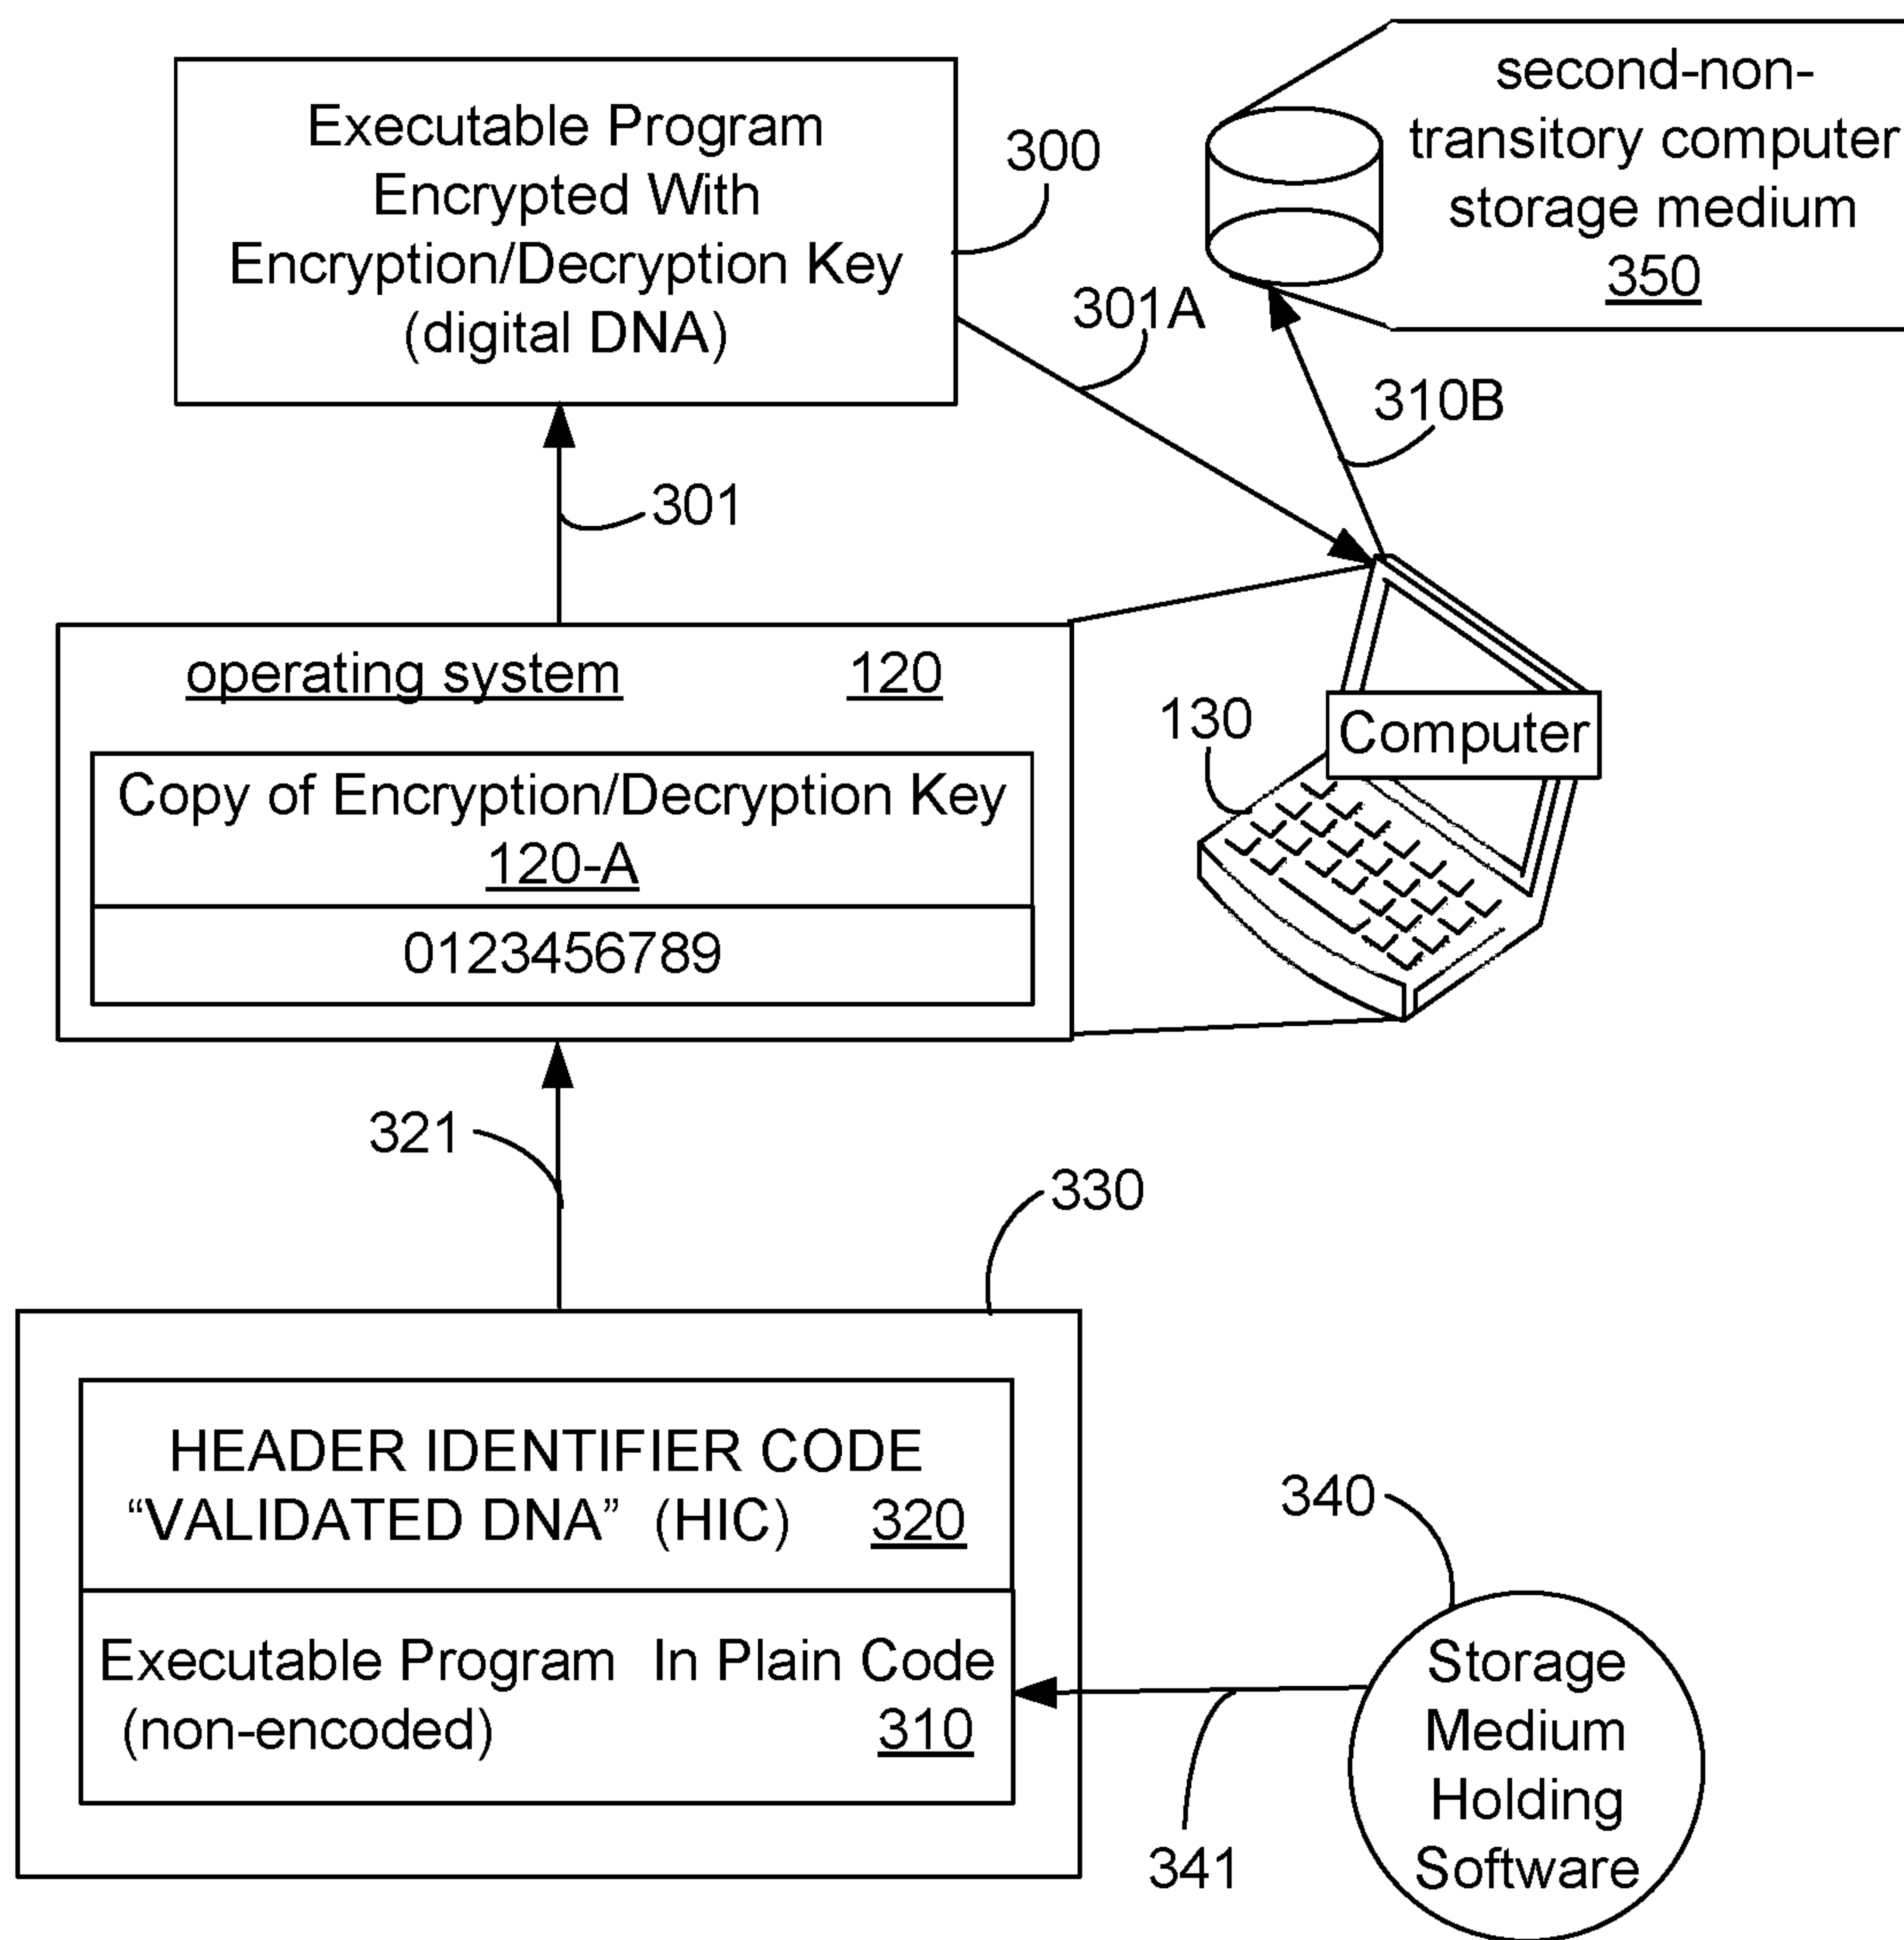 Executable Program
Encrypted With
Encryption/Decryption Key
(digital DNA)
300
second-non-
transitory computer
storage medium
350
301A
310B
301
operating system 120
Copy of Encryption/Decryption Key
120-A
0123456789
130
Computer
321
330
HEADER IDENTIFIER CODE
“VALIDATED DNA” (HIC) 320
Executable Program In Plain Code
(non-encoded) 310
340
Storage
Medium
Holding
Software
341